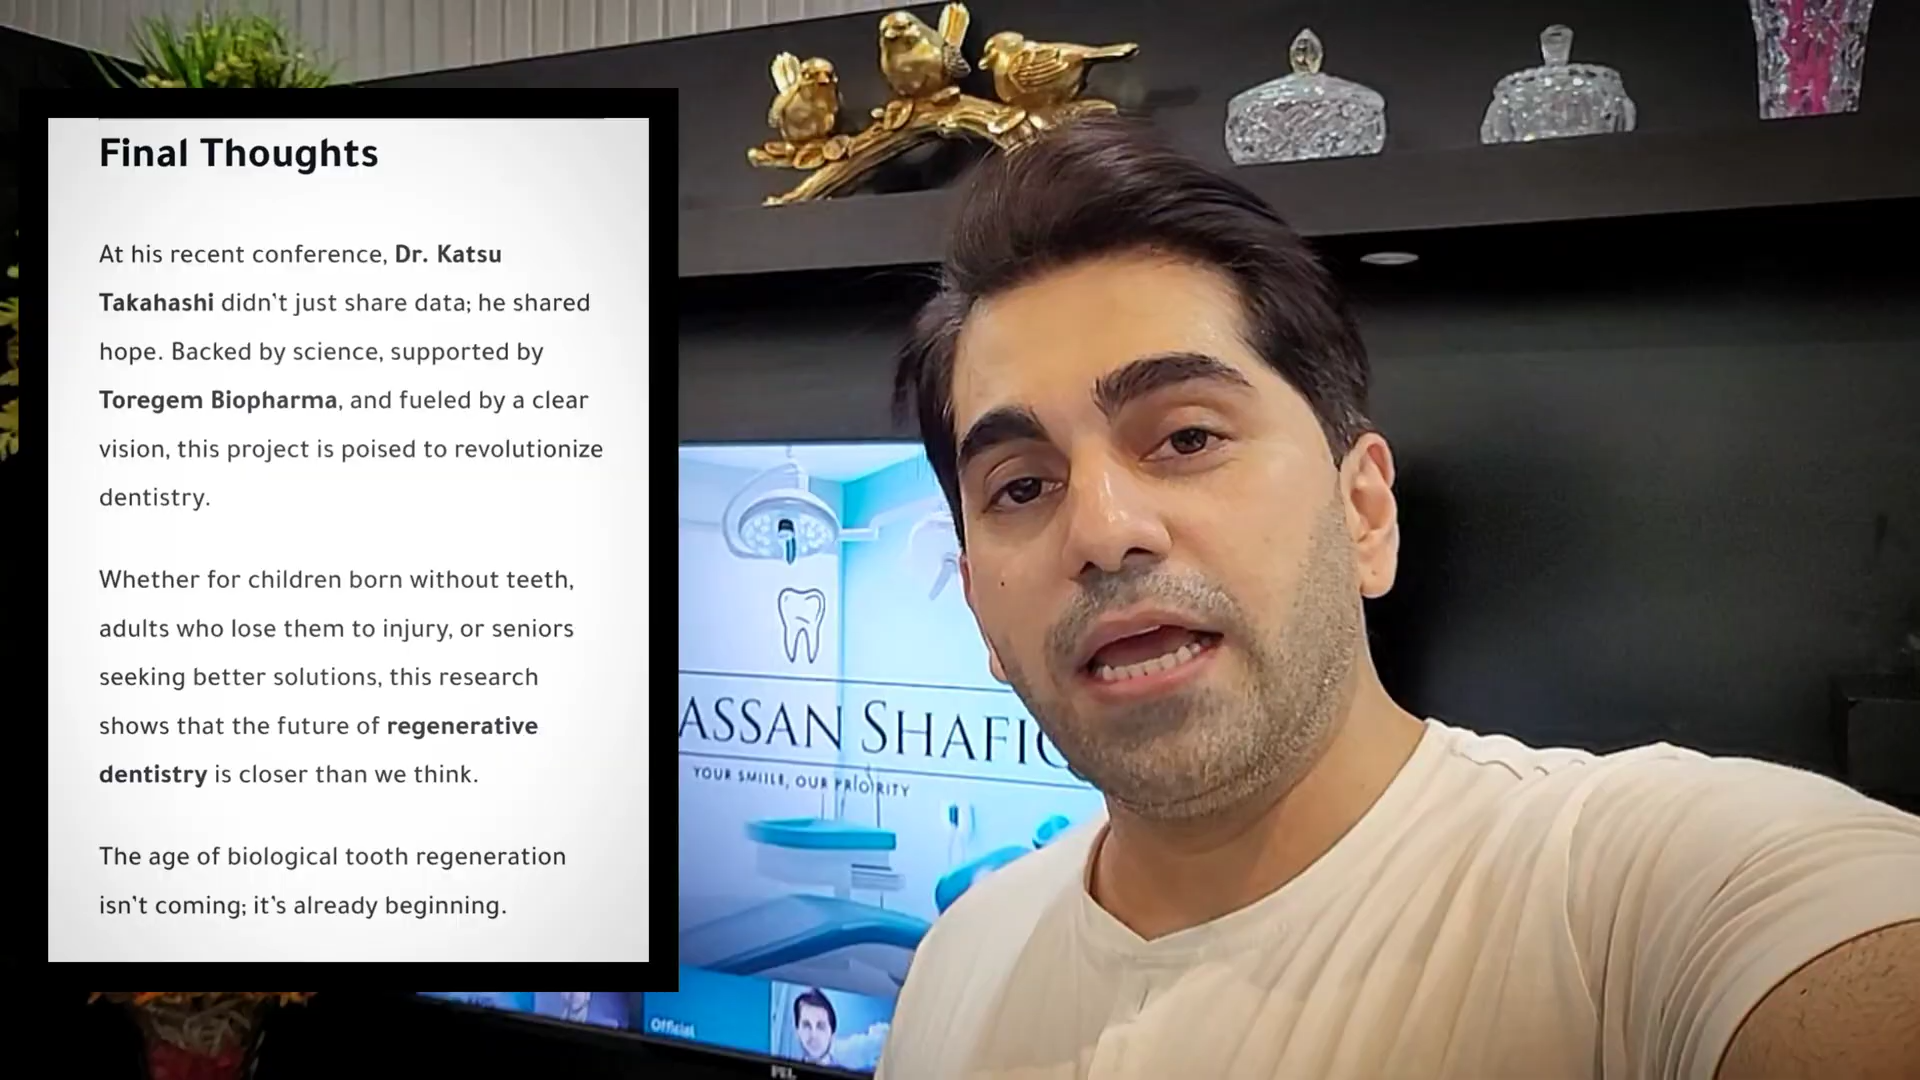 Final Thoughts
At his recent conference, Dr. Katsu
Takahashi didn't just share data; he shared
hope. Backed by science, supported by
Toregem Biopharma, and fueled by a clear
vision, this project is poised to revolutionize
dentistry.
Whether for children born without teeth,
adults who lose them to injury, or seniors
seeking better solutions, this research
shows that the future of regenerative
dentistry is closer than we think.
The age of biological tooth regeneration
isn't coming; it's already beginning.
ASSAN SHAFIQ
YOUR SMIILE, OUR PRIORITY
Official
PEL